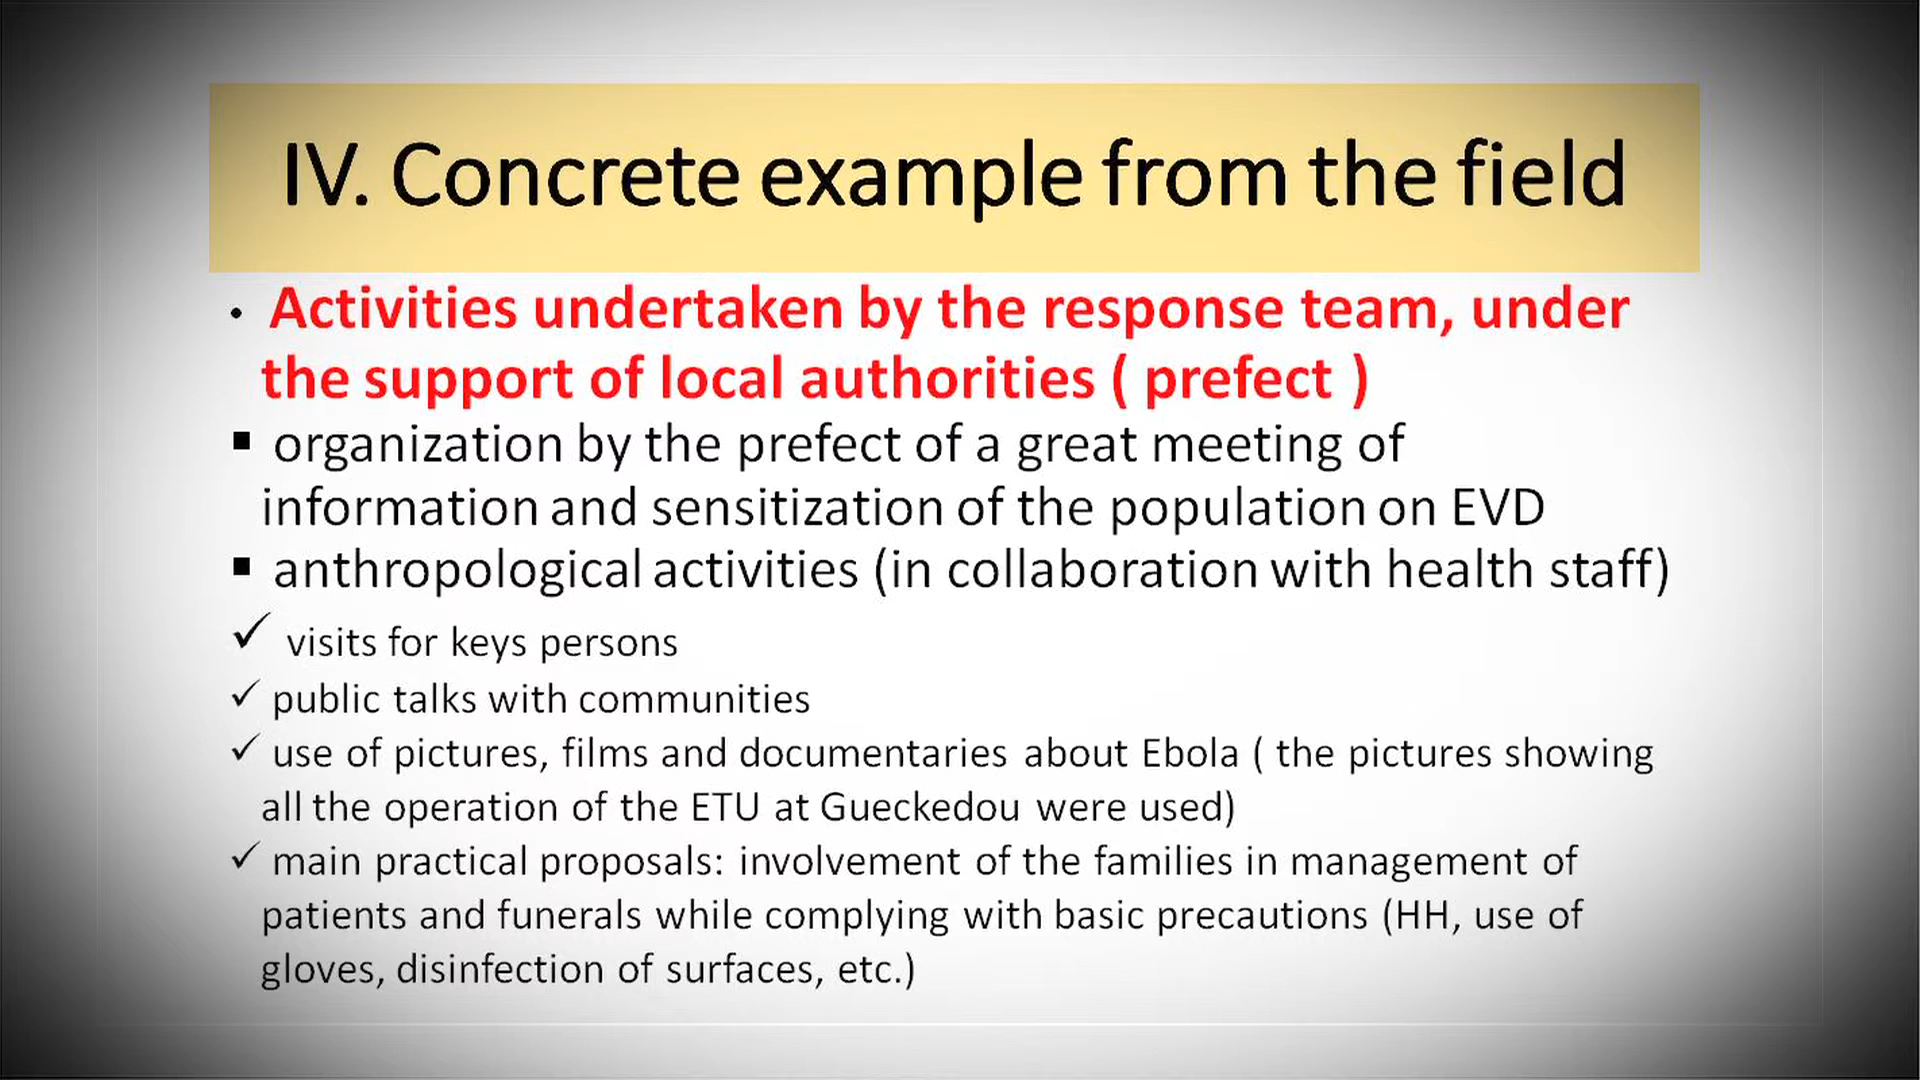 IV. Concrete example from the field
• Activities undertaken by the response team, under
the support of local authorities ( prefect )
▪ organization by the prefect of a great meeting of
information and sensitization of the population on EVD
▪ anthropological activities (in collaboration with health staff)
✓ visits for keys persons
✓ public talks with communities
✓ use of pictures, films and documentaries about Ebola ( the pictures showing
all the operation of the ETU at Gueckedou were used)
✓ main practical proposals: involvement of the families in management of
patients and funerals while complying with basic precautions (HH, use of
gloves, disinfection of surfaces, etc.)